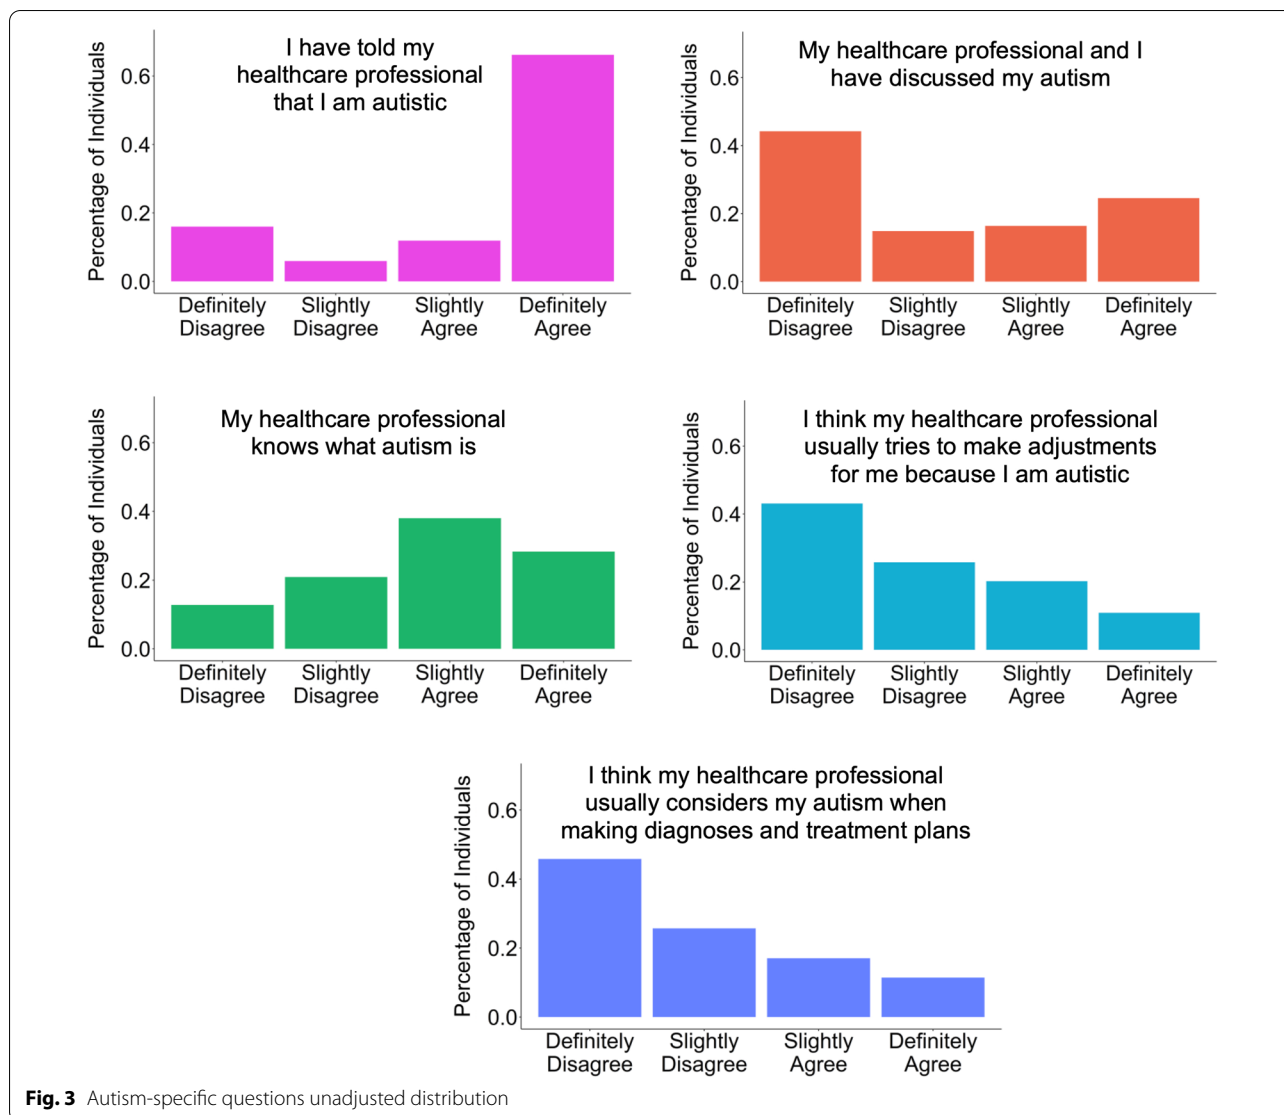 I have told my
healthcare professional
that I am autistic
Percentage of Individuals
0.6
0.4
0.2
0.0
Definitely Disagree
Slightly Disagree
Slightly Agree
Definitely Agree
My healthcare professional and I
have discussed my autism
Percentage of Individuals
0.6
0.4
0.2
0.0
Definitely Disagree
Slightly Disagree
Slightly Agree
Definitely Agree
My healthcare professional
knows what autism is
Percentage of Individuals
0.6
0.4
0.2
0.0
Definitely Disagree
Slightly Disagree
Slightly Agree
Definitely Agree
I think my healthcare professional
usually tries to make adjustments
for me because I am autistic
Percentage of Individuals
0.6
0.4
0.2
0.0
Definitely Disagree
Slightly Disagree
Slightly Agree
Definitely Agree
I think my healthcare professional
usually considers my autism when
making diagnoses and treatment plans
Percentage of Individuals
0.6
0.4
0.2
0.0
Definitely Disagree
Slightly Disagree
Slightly Agree
Definitely Agree
Fig. 3 Autism-specific questions unadjusted distribution